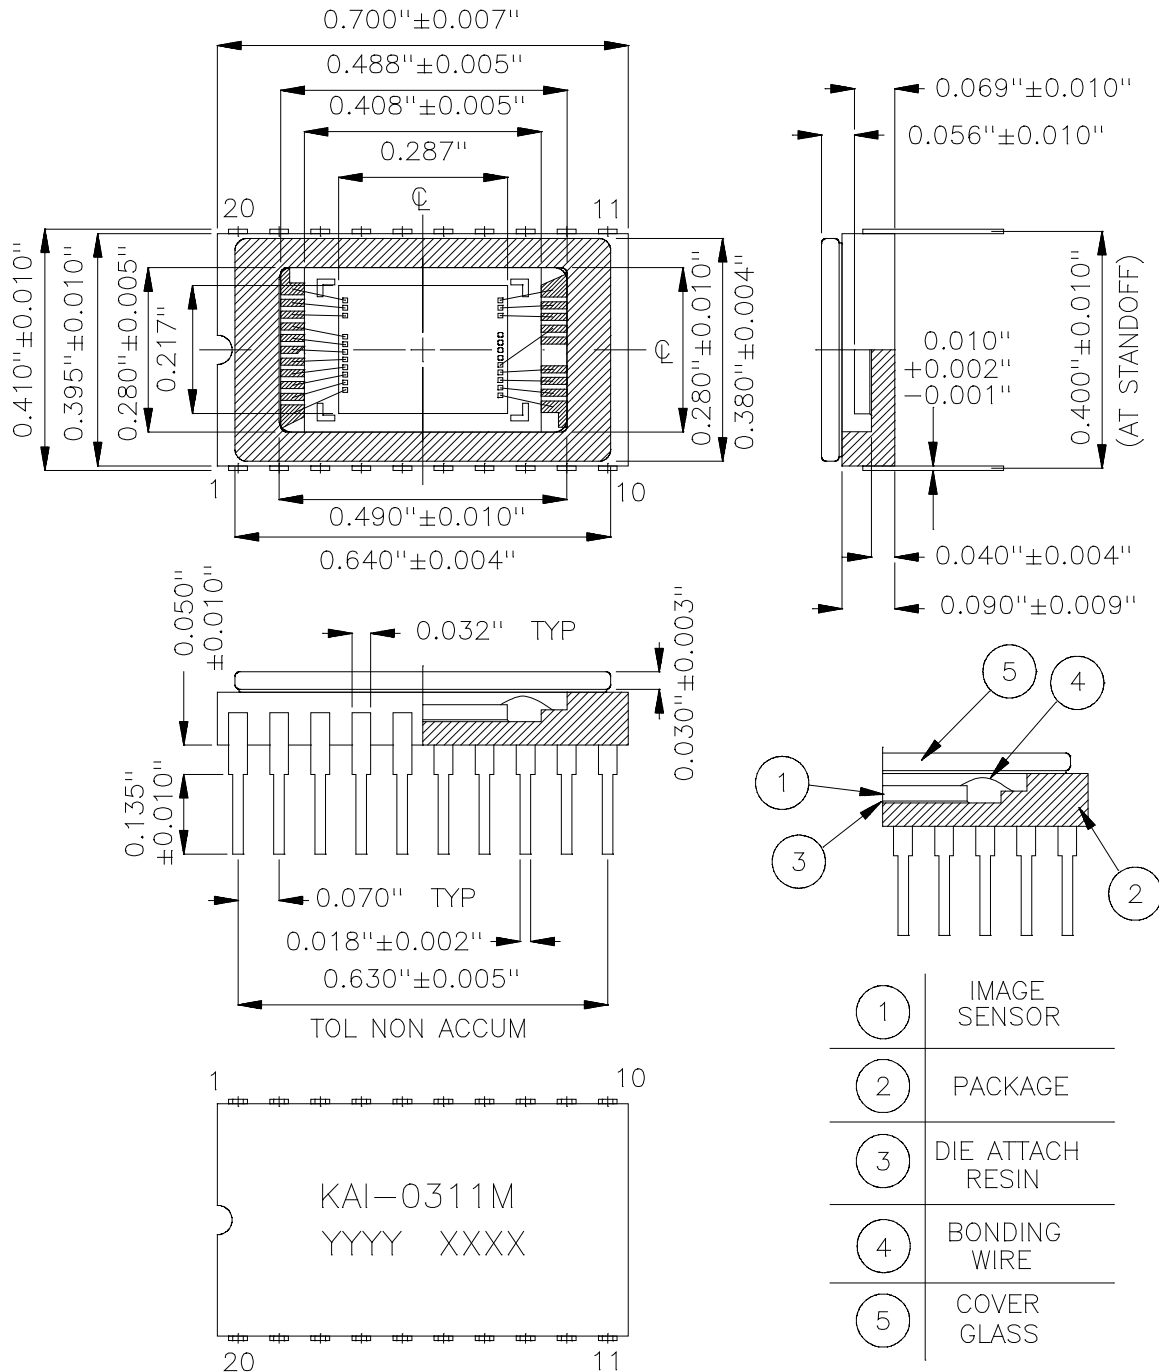 0.700"±0.007"
0.488"±0.005"
0.408"±0.005"
0.287"
℄
20
11
0.410"±0.010"
0.395"±0.010"
0.280"±0.005"
0.217"
℄
0.280"±0.010"
0.380"±0.004"
1
10
0.490"±0.010"
0.640"±0.004"
0.069"±0.010"
0.056"±0.010"
0.010"
+0.002"
−0.001"
0.400"±0.010"
(AT STANDOFF)
0.040"±0.004"
0.090"±0.009"
0.050"
±0.010"
0.032" TYP
0.030"±0.003"
0.135"
±0.010"
0.070" TYP
0.018"±0.002"
0.630"±0.005"
TOL NON ACCUM
5
4
1
3
2
1
10
KAI−0311M
YYYY XXXX
20
11
1 IMAGE
SENSOR
2 PACKAGE
3 DIE ATTACH
RESIN
4 BONDING
WIRE
5 COVER
GLASS